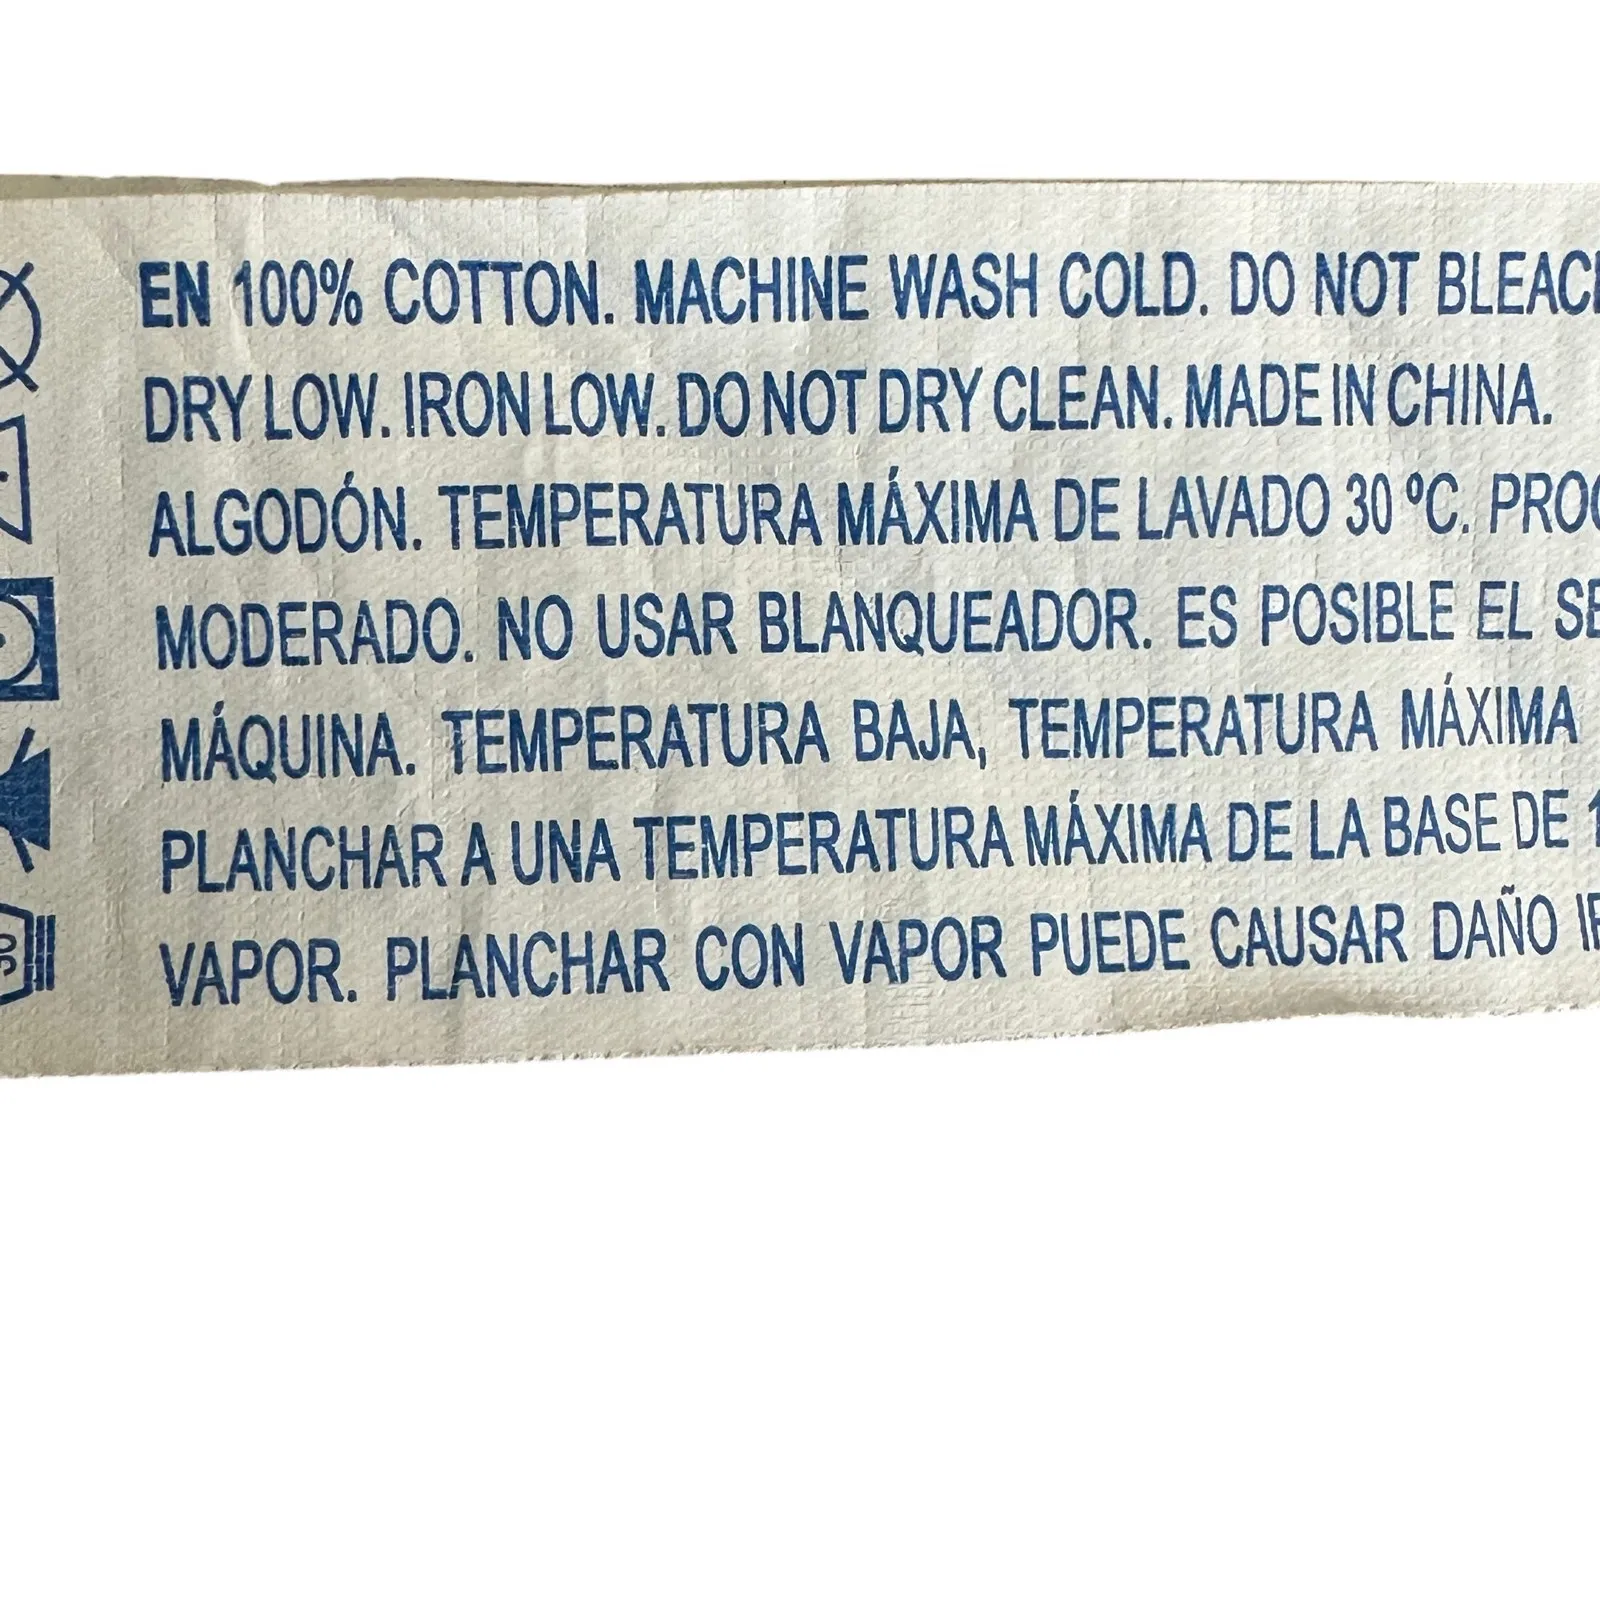 EN 100% COTTON. MACHINE WASH COLD. DO NOT
DRY LOW. IRON LOW. DO NOT DRY CLEAN. MADE IN CHINA.
ALGODÓN. TEMPERATURA MÁXIMA DE LAVADO 30 ºC.
MODERADO. NO USAR BLANQUEADOR. ES POSIBLE EL
MÁQUINA. TEMPERATURA BAJA, TEMPERATURA MÁXIMA
PLANCHAR A UNA TEMPERATURA MÁXIMA DE LA BASE DE
VAPOR. PLANCHAR CON VAPOR PUEDE CAUSAR DAÑO